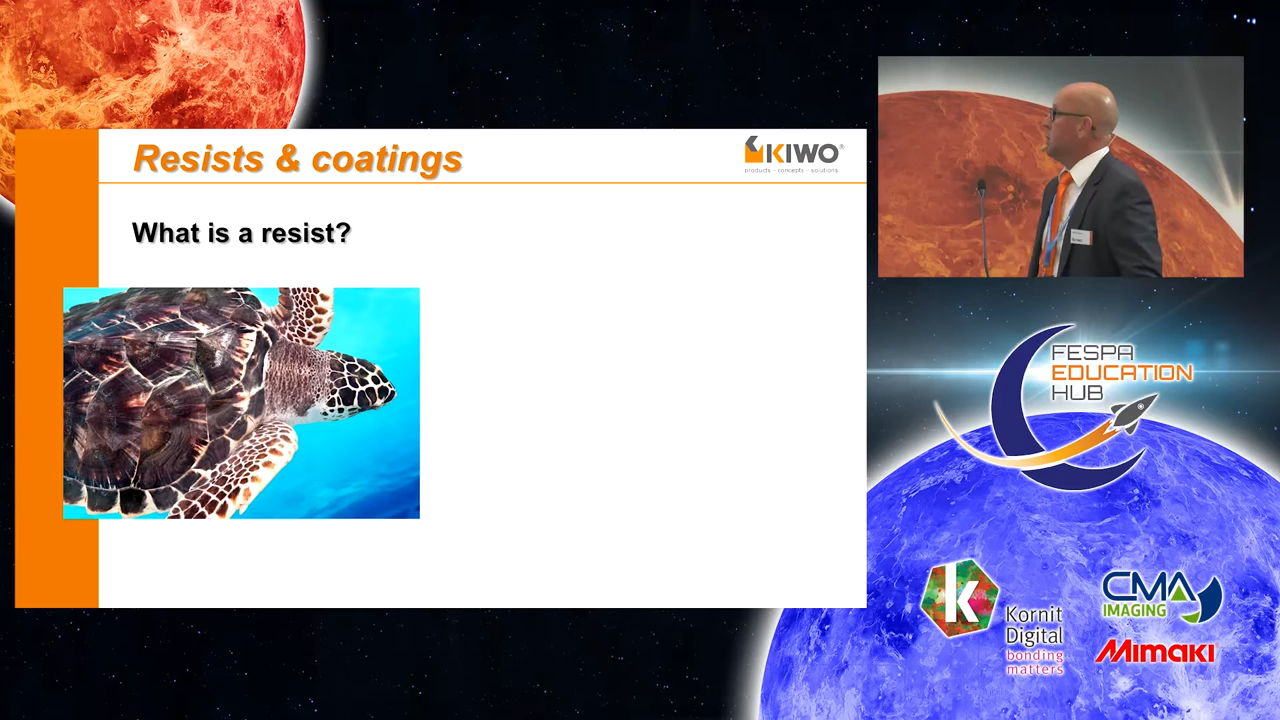 Resists & coatings
KIWO®
products - concepts - solutions
What is a resist?
FESPA
EDUCATION
HUB
k
Kornit
Digital
bonding
matters
CMA
IMAGING
Mimaki